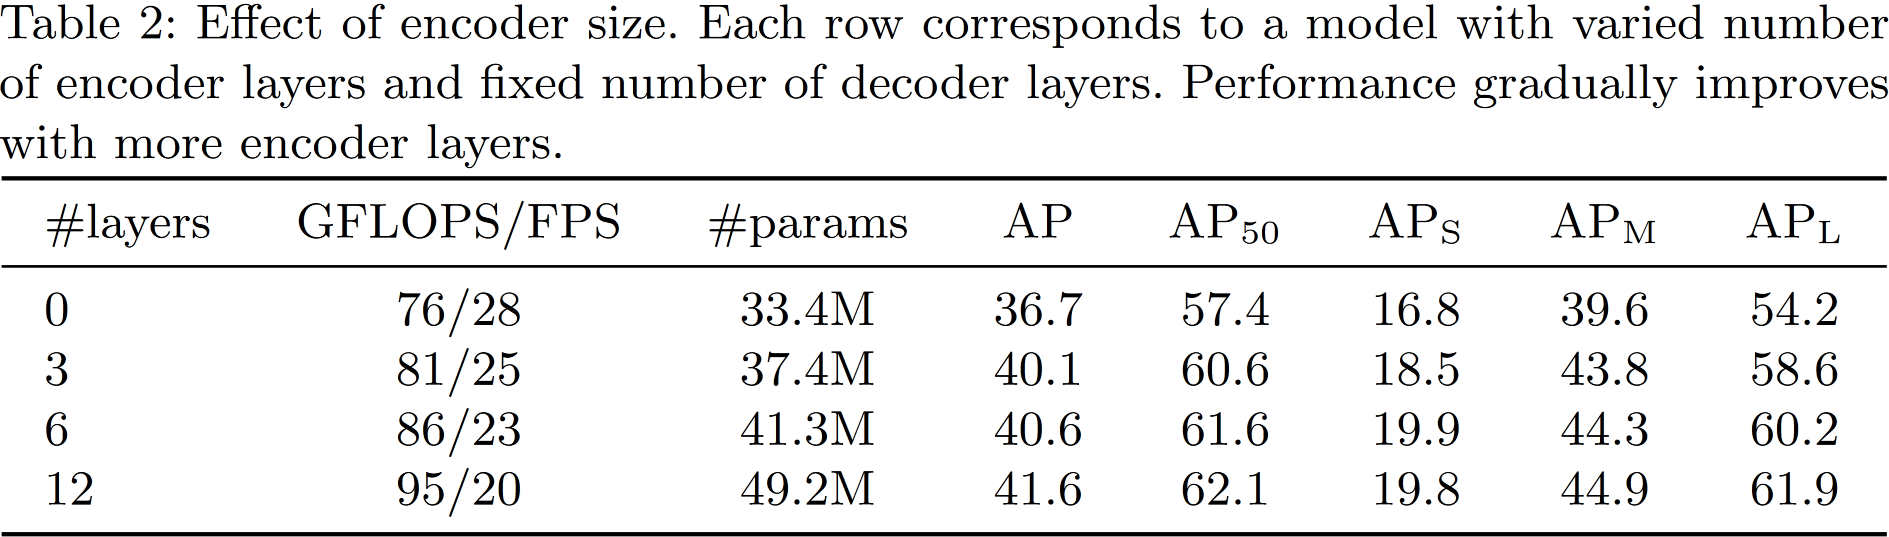 Table 2: Effect of encoder size. Each row corresponds to a model with varied number
of encoder layers and fixed number of decoder layers. Performance gradually improves
with more encoder layers.
#layers GFLOPS/FPS #params AP AP50 APS APM APL
0 76/28 33.4M 36.7 57.4 16.8 39.6 54.2
3 81/25 37.4M 40.1 60.6 18.5 43.8 58.6
6 86/23 41.3M 40.6 61.6 19.9 44.3 60.2
12 95/20 49.2M 41.6 62.1 19.8 44.9 61.9